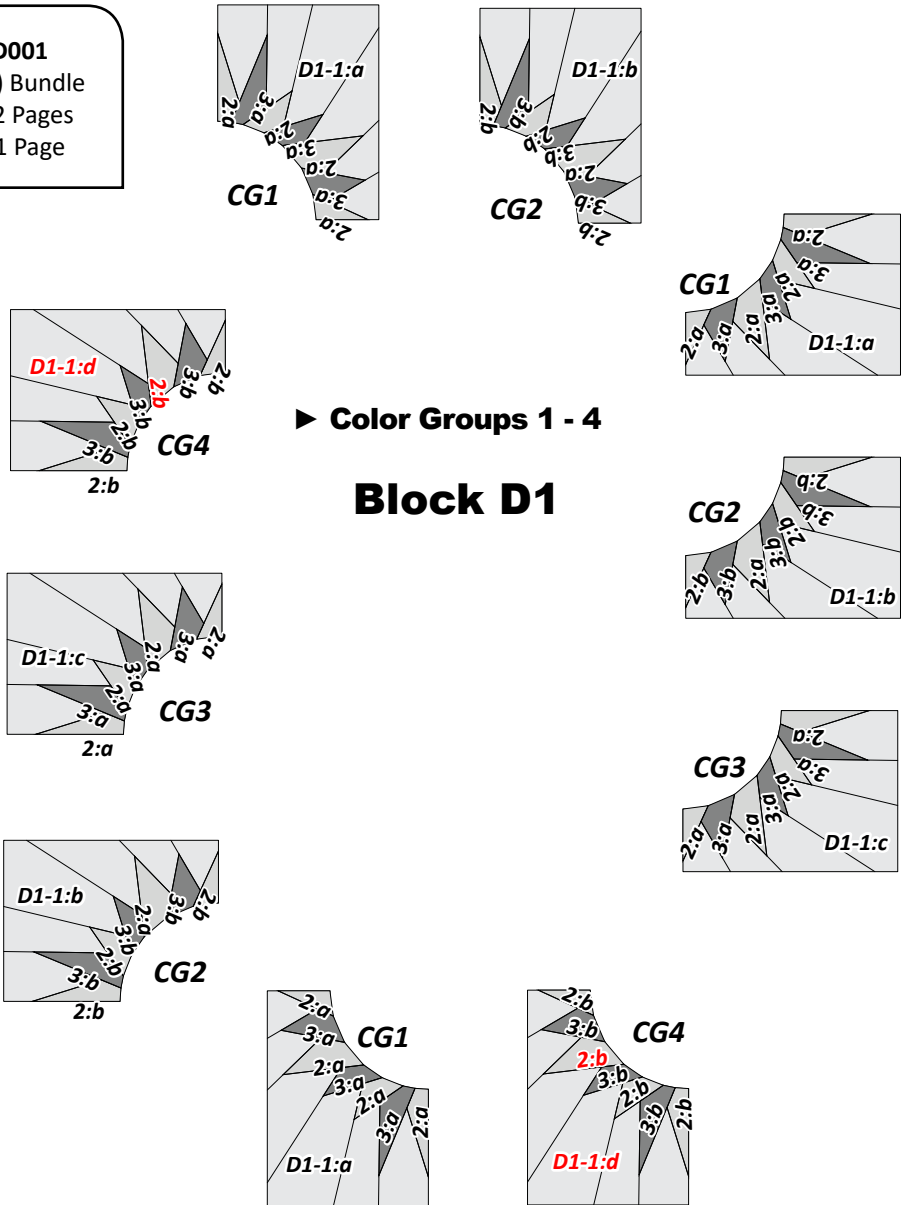 D001
) Bundle
2 Pages
1 Page
D1-1:a
2:a
3:a
2:a
3:a
2:a
3:a
2:a
CG1
D1-1:b
2:b
3:b
2:b
3:b
2:a
3:b
2:b
CG2
CG1
2:a
3:a
2:a
3:a
2:a
3:a
2:a
D1-1:a
D1-1:d
2:b
3:b
2:b
3:b
2:b
3:b
2:b
CG4
► Color Groups 1 - 4
Block D1
CG2
2:b
3:b
2:b
3:b
2:a
3:b
2:b
D1-1:b
D1-1:c
2:a
3:a
2:a
3:a
2:a
3:a
2:a
CG3
CG3
2:a
3:a
2:a
3:a
2:a
3:a
2:a
D1-1:c
D1-1:b
2:b
3:b
2:a
3:b
2:b
3:b
2:b
CG2
2:a
3:a
2:a
3:a
2:a
3:a
2:a
CG1
D1-1:a
2:b
3:b
2:b
3:b
2:b
3:b
2:b
CG4
D1-1:d